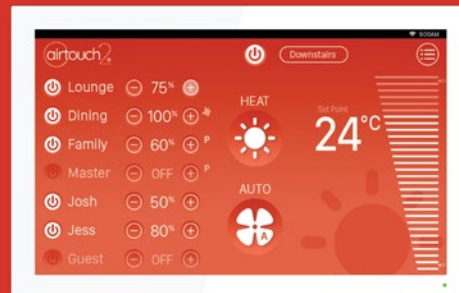 9:00AM
airtouch2+
Downstairs
Lounge 75%
Dining 100%
Family 60% P
Master OFF P
Josh 50%
Jess 80%
Guest OFF
HEAT
AUTO
A
Set Point
24°C